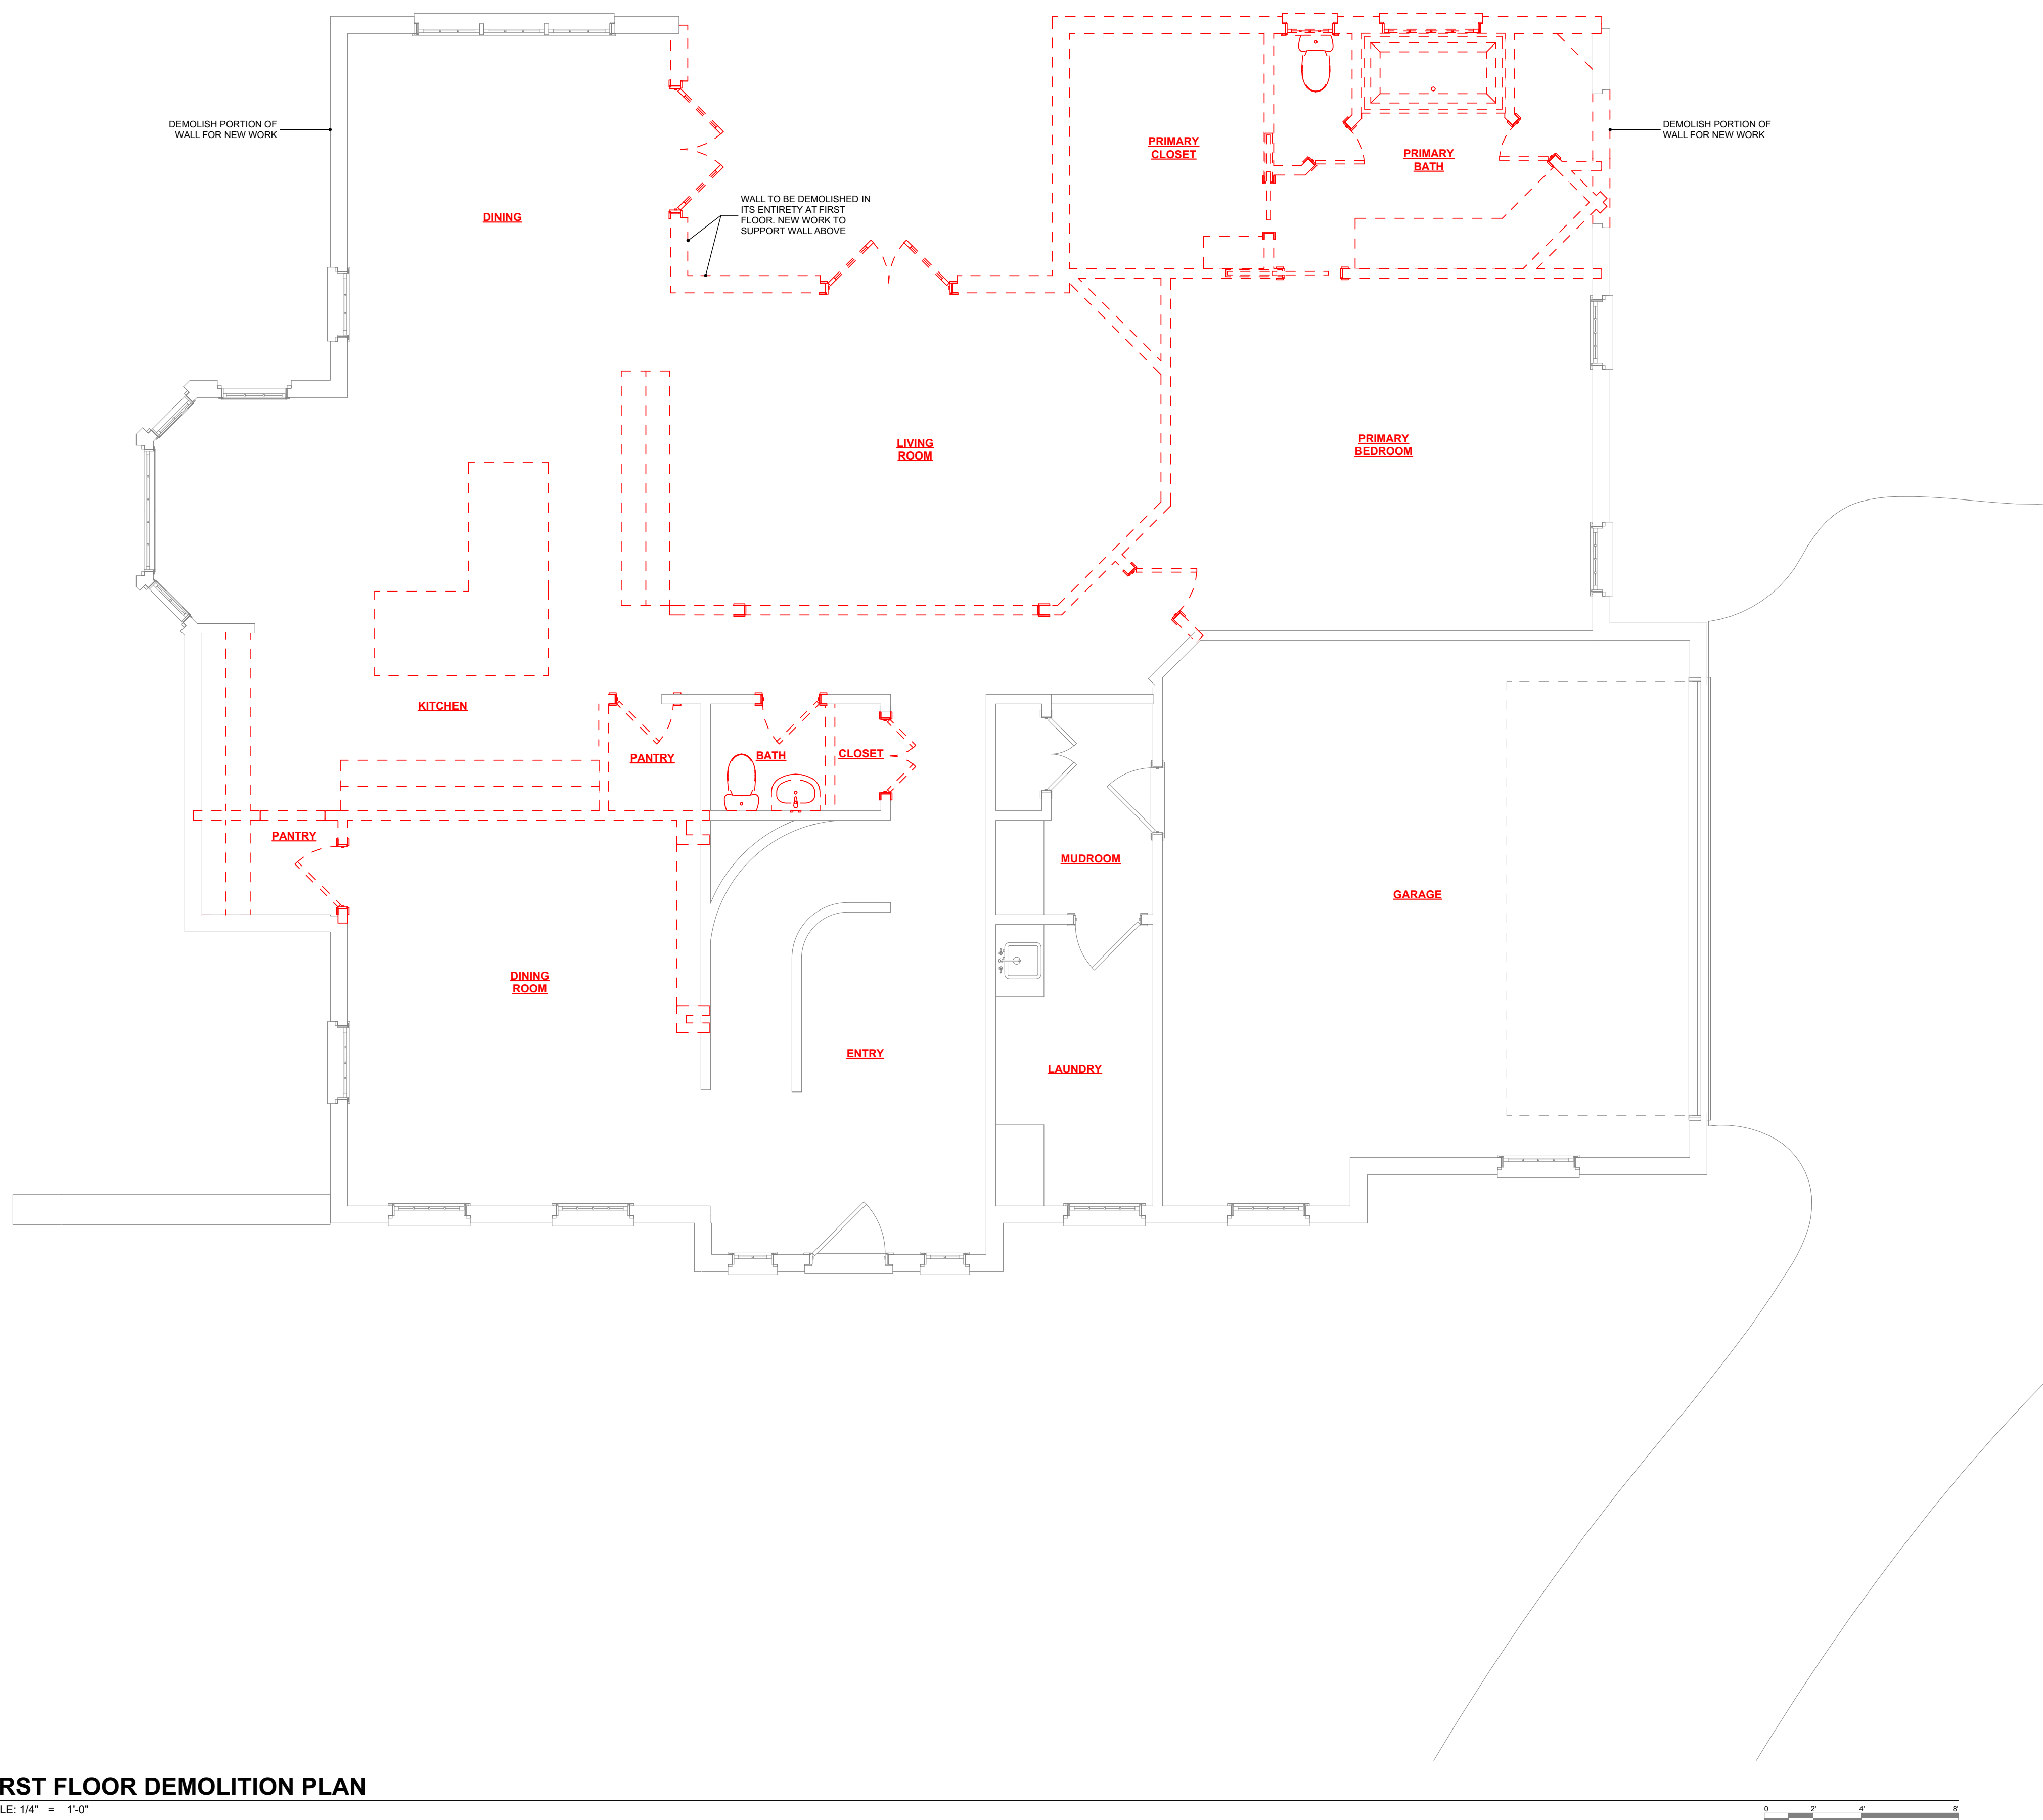 DEMOLISH PORTION OF
WALL FOR NEW WORK
DEMOLISH PORTION OF
WALL FOR NEW WORK
PRIMARY
CLOSET
PRIMARY
BATH
WALL TO BE DEMOLISHED IN
ITS ENTIRETY AT FIRST
FLOOR. NEW WORK TO
SUPPORT WALL ABOVE
DINING
LIVING
ROOM
PRIMARY
BEDROOM
KITCHEN
PANTRY
BATH
CLOSET
PANTRY
MUDROOM
GARAGE
DINING
ROOM
ENTRY
LAUNDRY
RST FLOOR DEMOLITION PLAN
LE: 1/4" = 1'-0"
0 2' 4' 8'